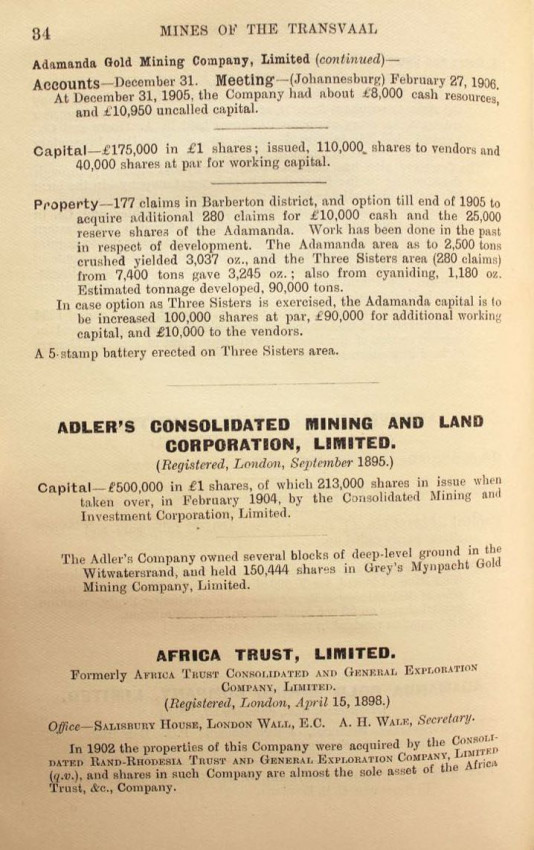 34 MINES OF THE TRANSVAAL
Adamanda Gold Mining Company, Limited (continued)—
Accounts—December 31. Meeting—(Johannesburg) February 27, 1906.
At December 31, 1905, the Company had about £8,000 cash resources,
and £10,950 uncalled capital.
Capital—£175,000 in £1 shares; issued, 110,000 shares to vendors and
40,000 shares at par for working capital.
Property—177 claims in Barberton district, and option till end of 1905 to
acquire additional 280 claims for £10,000 cash and the 25,000
reserve shares of the Adamanda. Work has been done in the past
in respect of development. The Adamanda area as to 2,500 tons
crushed yielded 3,037 oz., and the Three Sisters area (280 claims)
from 7,400 tons gave 3,245 oz.; also from cyaniding, 1,180 oz.
Estimated tonnage developed, 90,000 tons.
In case option as Three Sisters is exercised, the Adamanda capital is to
be increased 100,000 shares at par, £90,000 for additional working
capital, and £10,000 to the vendors.
A 5-stamp battery erected on Three Sisters area.
ADLER'S CONSOLIDATED MINING AND LAND
CORPORATION, LIMITED.
(Registered, London, September 1895.)
Capital—£500,000 in £1 shares, of which 213,000 shares in issue when
taken over, in February 1904, by the Consolidated Mining and
Investment Corporation, Limited.
The Adler's Company owned several blocks of deep-level ground in the
Witwatersrand, and held 150,444 shares in Grey's Mynpacht Gold
Mining Company, Limited.
AFRICA TRUST, LIMITED.
Formerly AFRICA TRUST CONSOLIDATED AND GENERAL EXPLORATION
COMPANY, LIMITED.
(Registered, London, April 15, 1898.)
Office—SALISBURY HOUSE, LONDON WALL, E.C. A. H. WALE, Secretary.
In 1902 the properties of this Company were acquired by the CONSOLI-
DATED RAND-RHODESIA TRUST AND GENERAL EXPLORATION COMPANY, LIMITED
(q.v.), and shares in such Company are almost the sole asset of the Africa
Trust, &c., Company.